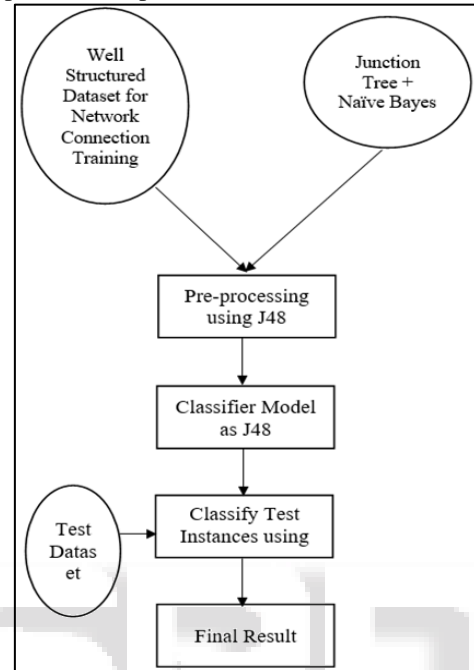 Well
Structured
Dataset for
Network
Connection
Training
Junction
Tree +
Naïve Bayes
Pre-processing
using J48
Classifier Model
as J48
Test
Datas
et
Classify Test
Instances using
Final Result